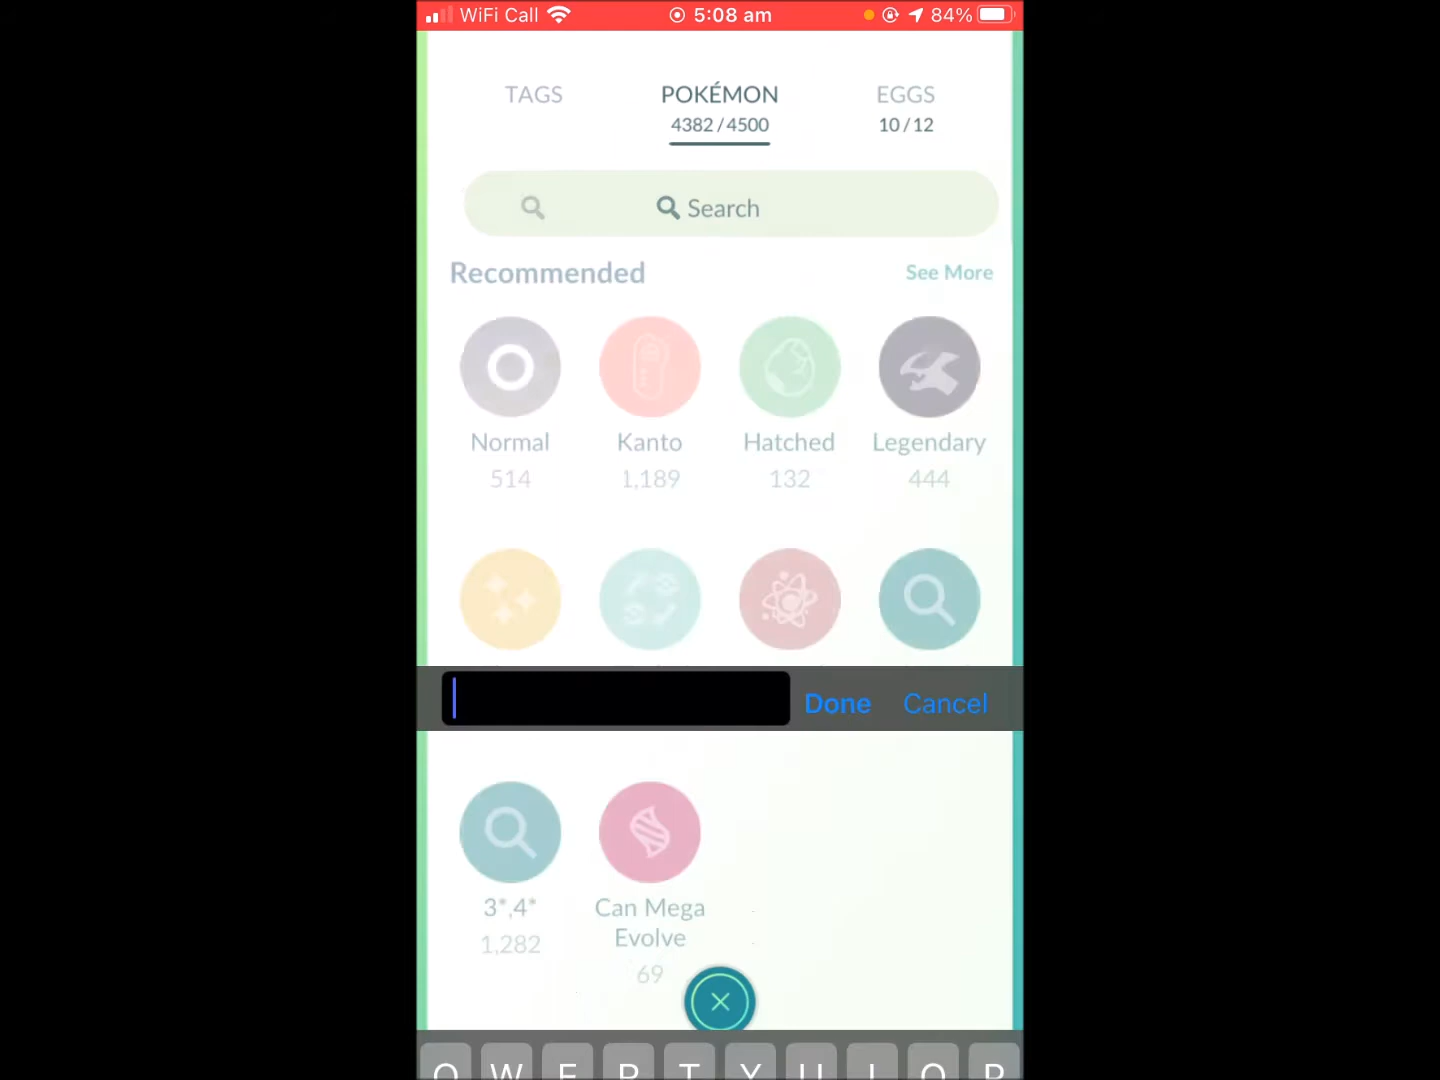 WiFi Call 5:08 am 84%
TAGS POKÉMON EGGS
4382/4500 10/12
Search
Recommended See More
Normal Kanto Hatched Legendary
514 1,189 132 444
Done Cancel
3*,4* Can Mega
Evolve
1,282 69
Q W E R T Y U I O P